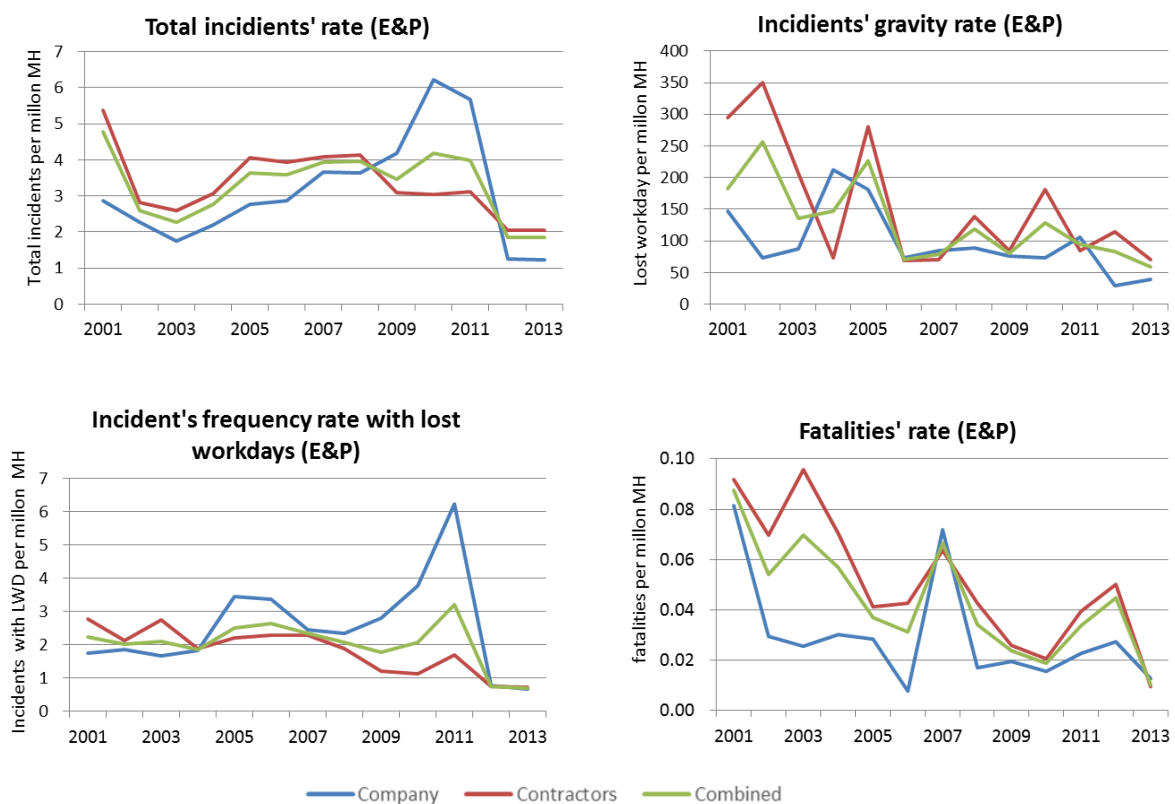 Total incidents' rate (E&P)
Total incidents per millon MH
7
6
5
4
3
2
1
0
2001 2003 2005 2007 2009 2011 2013
Incidients' gravity rate (E&P)
Lost workday per millon MH
400
350
300
250
200
150
100
50
0
2001 2003 2005 2007 2009 2011 2013
Incident's frequency rate with lost
workdays (E&P)
Incidents with LWD per millon MH
7
6
5
4
3
2
1
0
2001 2003 2005 2007 2009 2011 2013
Fatalities' rate (E&P)
fatalities per millon MH
0.10
0.08
0.06
0.04
0.02
0.00
2001 2003 2005 2007 2009 2011 2013
Company Contractors Combined